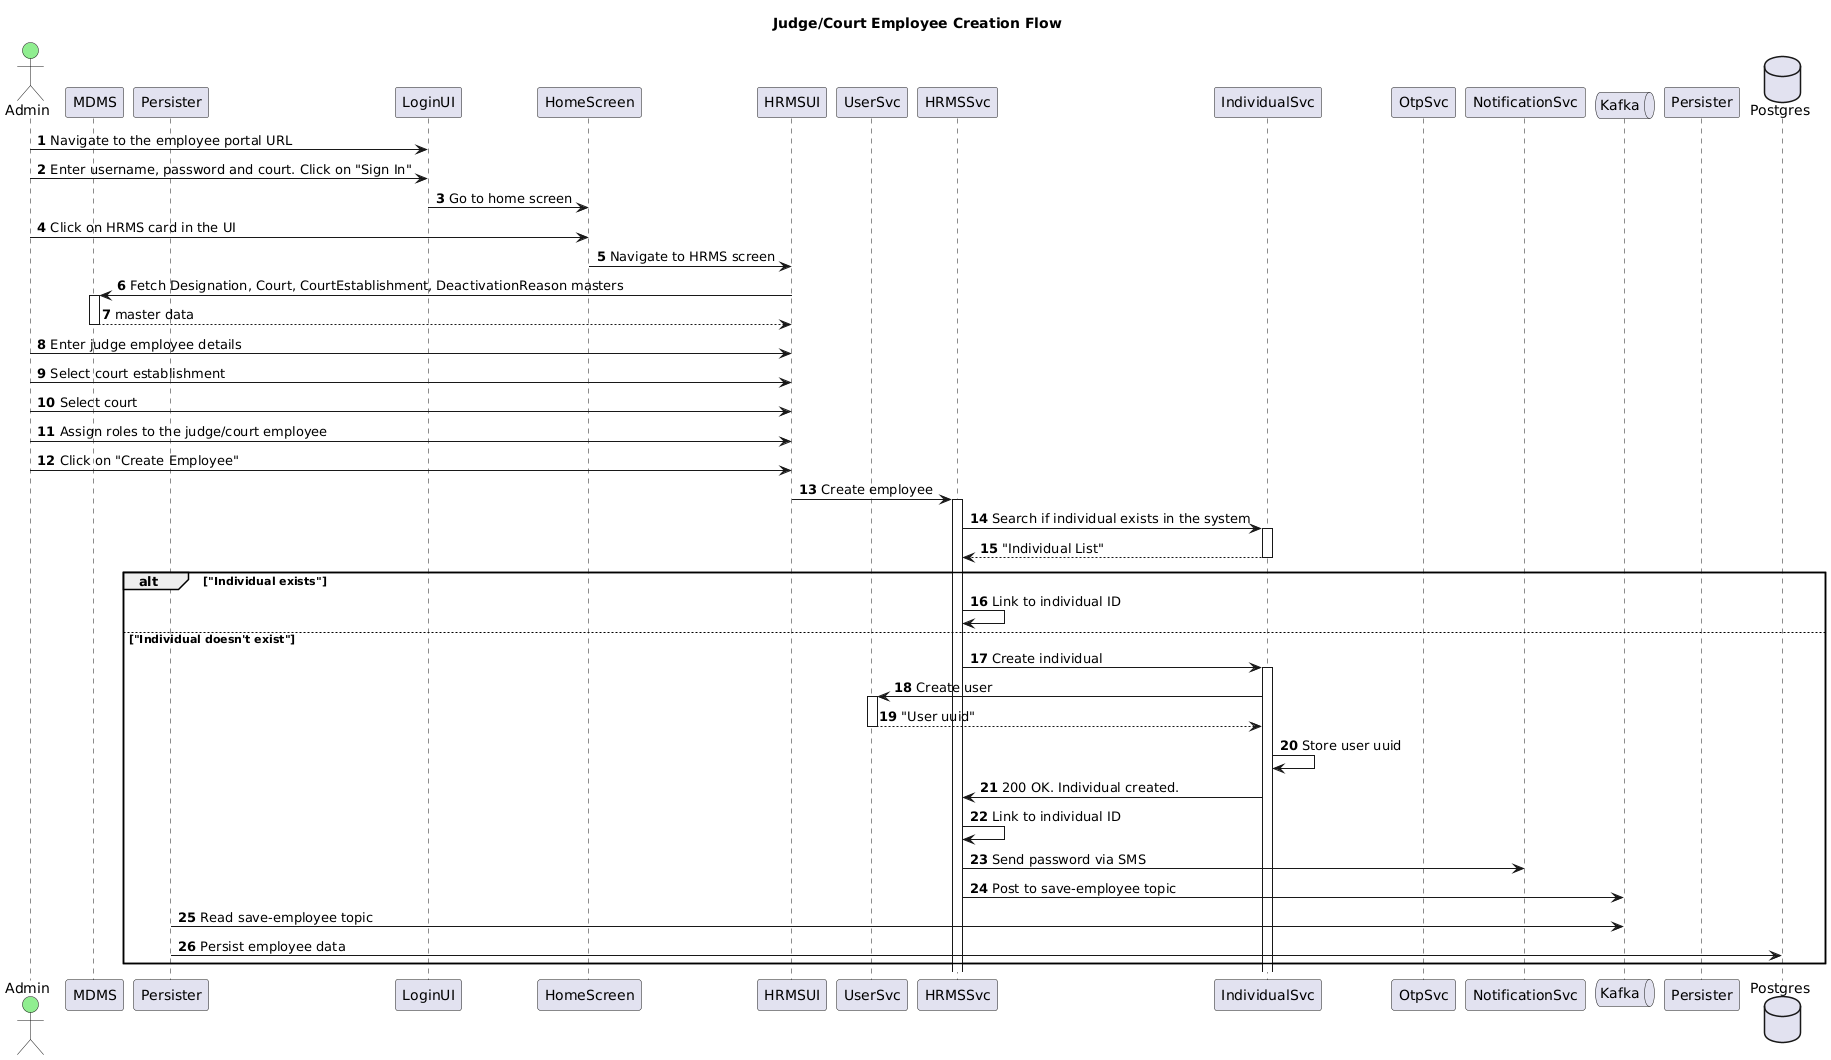 Judge/Court Employee Creation Flow
Admin
MDMS
Persister
LoginUI
HomeScreen
HRMSUI
UserSvc
HRMSSvc
IndividualSvc
OtpSvc
NotificationSvc
Kafka
Persister
Postgres
1 Navigate to the employee portal URL
2 Enter username, password and court. Click on "Sign In"
3 Go to home screen
4 Click on HRMS card in the UI
5 Navigate to HRMS screen
6 Fetch Designation, Court, CourtEstablishment, DeactivationReason masters
7 master data
8 Enter judge employee details
9 Select court establishment
10 Select court
11 Assign roles to the judge/court employee
12 Click on "Create Employee"
13 Create employee
14 Search if individual exists in the system
15 "Individual List"
alt ["Individual exists"]
16 Link to individual ID
["Individual doesn't exist"]
17 Create individual
18 Create user
19 "User uuid"
20 Store user uuid
21 200 OK. Individual created.
22 Link to individual ID
23 Send password via SMS
24 Post to save-employee topic
25 Read save-employee topic
26 Persist employee data
Admin
MDMS
Persister
LoginUI
HomeScreen
HRMSUI
UserSvc
HRMSSvc
IndividualSvc
OtpSvc
NotificationSvc
Kafka
Persister
Postgres